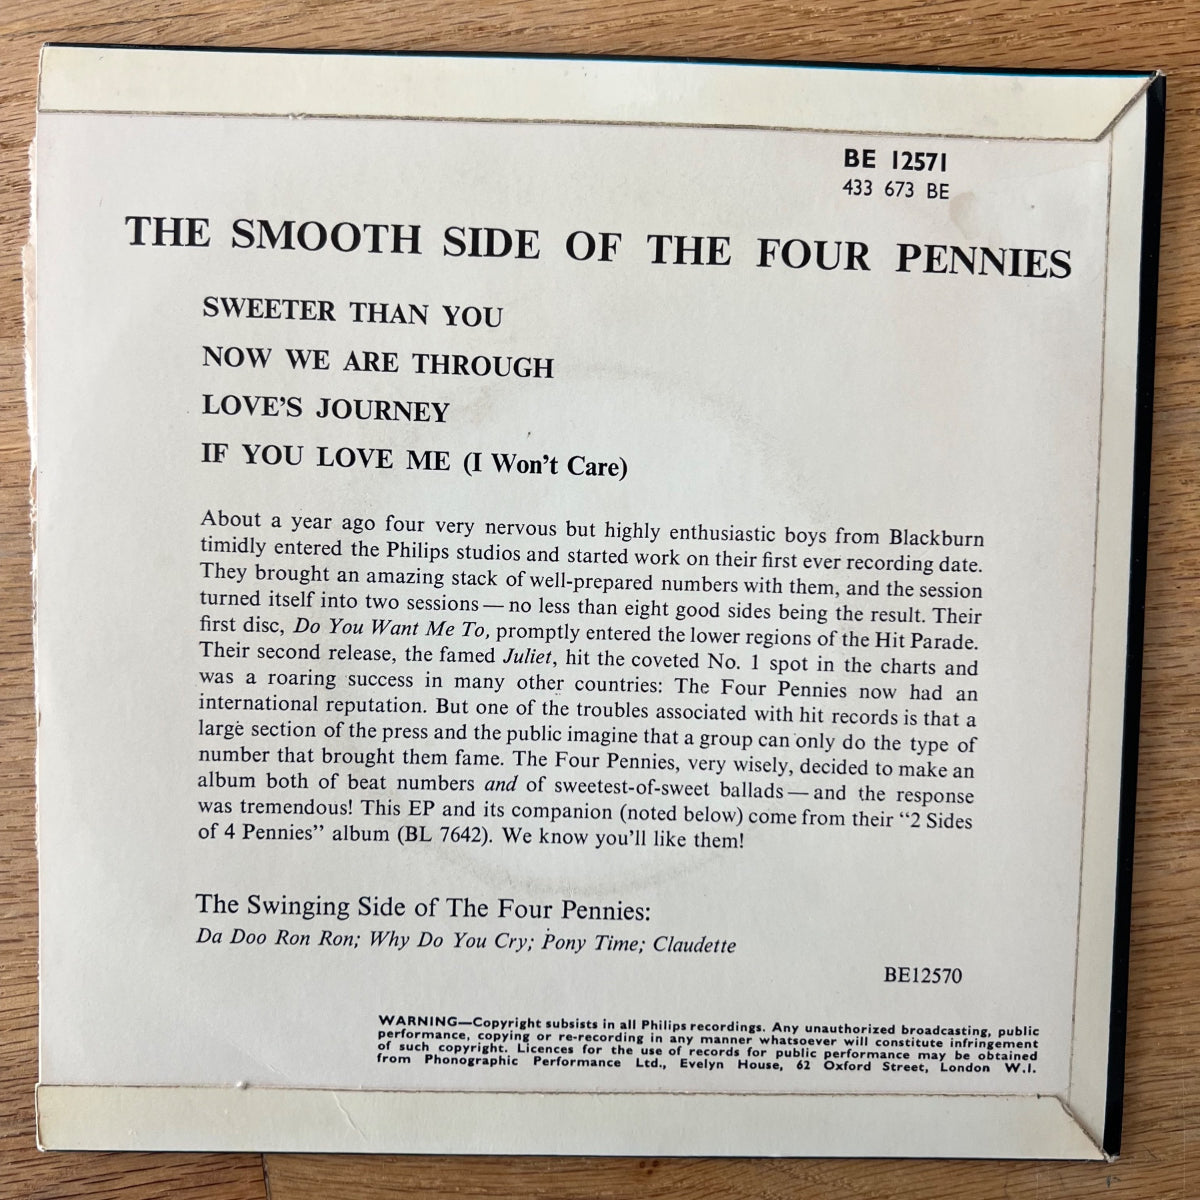 BE 12571
433 673 BE
THE SMOOTH SIDE OF THE FOUR PENNIES
SWEETER THAN YOU
NOW WE ARE THROUGH
LOVE'S JOURNEY
IF YOU LOVE ME (I Won't Care)
About a year ago four very nervous but highly enthusiastic boys from Blackburn
timidly entered the Philips studios and started work on their first ever recording date.
They brought an amazing stack of well-prepared numbers with them, and the session
turned itself into two sessions — no less than eight good sides being the result. Their
first disc, Do You Want Me To, promptly entered the lower regions of the Hit Parade.
Their second release, the famed Juliet, hit the coveted No. 1 spot in the charts and
was a roaring success in many other countries: The Four Pennies now had an
international reputation. But one of the troubles associated with hit records is that a
large section of the press and the public imagine that a group can only do the type of
number that brought them fame. The Four Pennies, very wisely, decided to make an
album both of beat numbers and of sweetest-of-sweet ballads — and the response
was tremendous! This EP and its companion (noted below) come from their “2 Sides
of 4 Pennies” album (BL 7642). We know you'll like them!
The Swinging Side of The Four Pennies:
Da Doo Ron Ron; Why Do You Cry; Pony Time; Claudette
BE12570
WARNING—Copyright subsists in all Philips recordings. Any unauthorized broadcasting, public
performance, copying or re-recording in any manner whatsoever will constitute infringement
of such copyright. Licences for the use of records for public performance may be obtained
from Phonographic Performance Ltd., Evelyn House, 62 Oxford Street, London W.I.